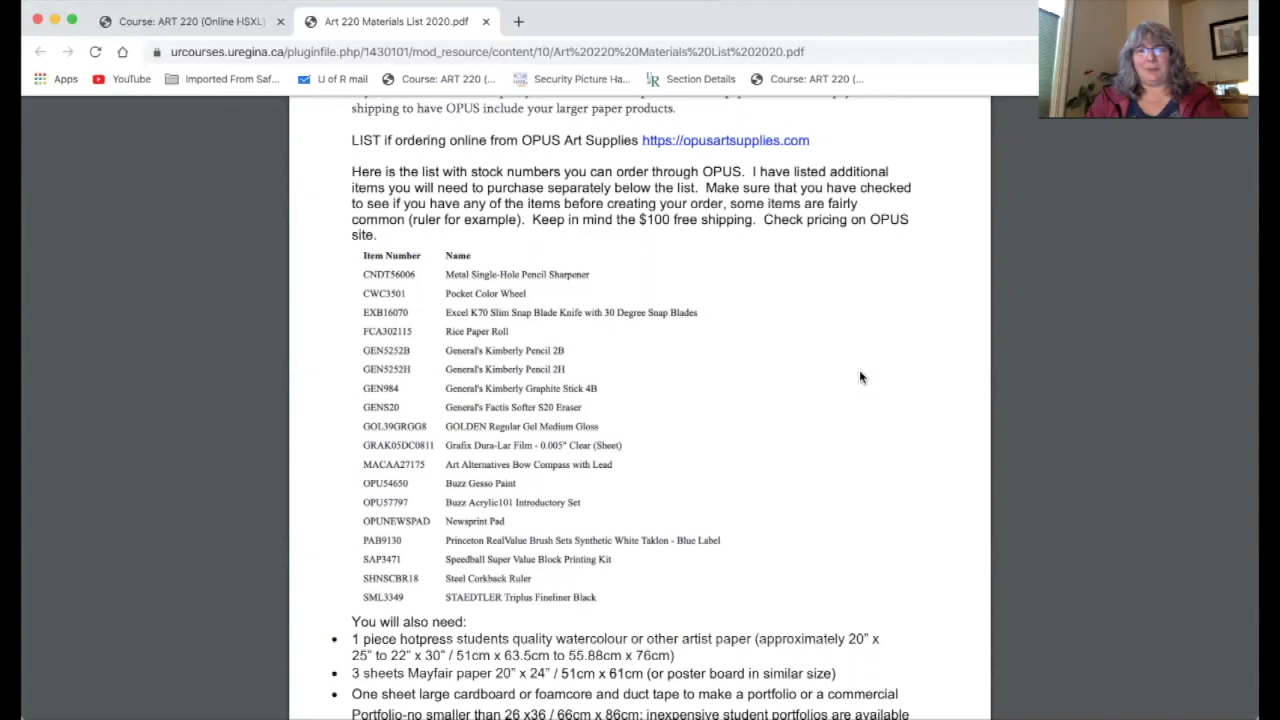 Course: ART 220 (Online HSXL)
Art 220 Materials List 2020.pdf
urcourses.uregina.ca/pluginfile.php/1430101/mod_resource/content/10/Art%20220%20Materials%20List%202020.pdf
Apps YouTube Imported From Saf... U of R mail Course: ART 220 (... Security Picture Ha... Section Details Course: ART 220 (...
shipping to have OPUS include your larger paper products.
LIST if ordering online from OPUS Art Supplies https://opusartsupplies.com
Here is the list with stock numbers you can order through OPUS. I have listed additional
items you will need to purchase separately below the list. Make sure that you have checked
to see if you have any of the items before creating your order, some items are fairly
common (ruler for example). Keep in mind the $100 free shipping. Check pricing on OPUS
site.
Item Number Name
CNDT56006 Metal Single-Hole Pencil Sharpener
CWC3501 Pocket Color Wheel
EXB16070 Excel K70 Slim Snap Blade Knife with 30 Degree Snap Blades
FCA302115 Rice Paper Roll
GEN5252B General's Kimberly Pencil 2B
GEN5252H General's Kimberly Pencil 2H
GEN984 General's Kimberly Graphite Stick 4B
GENS20 General's Factis Softer S20 Eraser
GOL39GRGG8 GOLDEN Regular Gel Medium Gloss
GRAK05DC0811 Grafix Dura-Lar Film - 0.005" Clear (Sheet)
MACAA27175 Art Alternatives Bow Compass with Lead
OPU54650 Buzz Gesso Paint
OPU57797 Buzz Acrylic101 Introductory Set
OPUNEWSPAD Newsprint Pad
PAB9130 Princeton RealValue Brush Sets Synthetic White Taklon - Blue Label
SAP3471 Speedball Super Value Block Printing Kit
SHNSCBR18 Steel Corkback Ruler
SML3349 STAEDTLER Triplus Fineliner Black
You will also need:
• 1 piece hotpress students quality watercolour or other artist paper (approximately 20” x
25” to 22” x 30” / 51cm x 63.5cm to 55.88cm x 76cm)
• 3 sheets Mayfair paper 20” x 24” / 51cm x 61cm (or poster board in similar size)
• One sheet large cardboard or foamcore and duct tape to make a portfolio or a commercial
Portfolio-no smaller than 26 x36 / 66cm x 86cm; inexpensive student portfolios are available